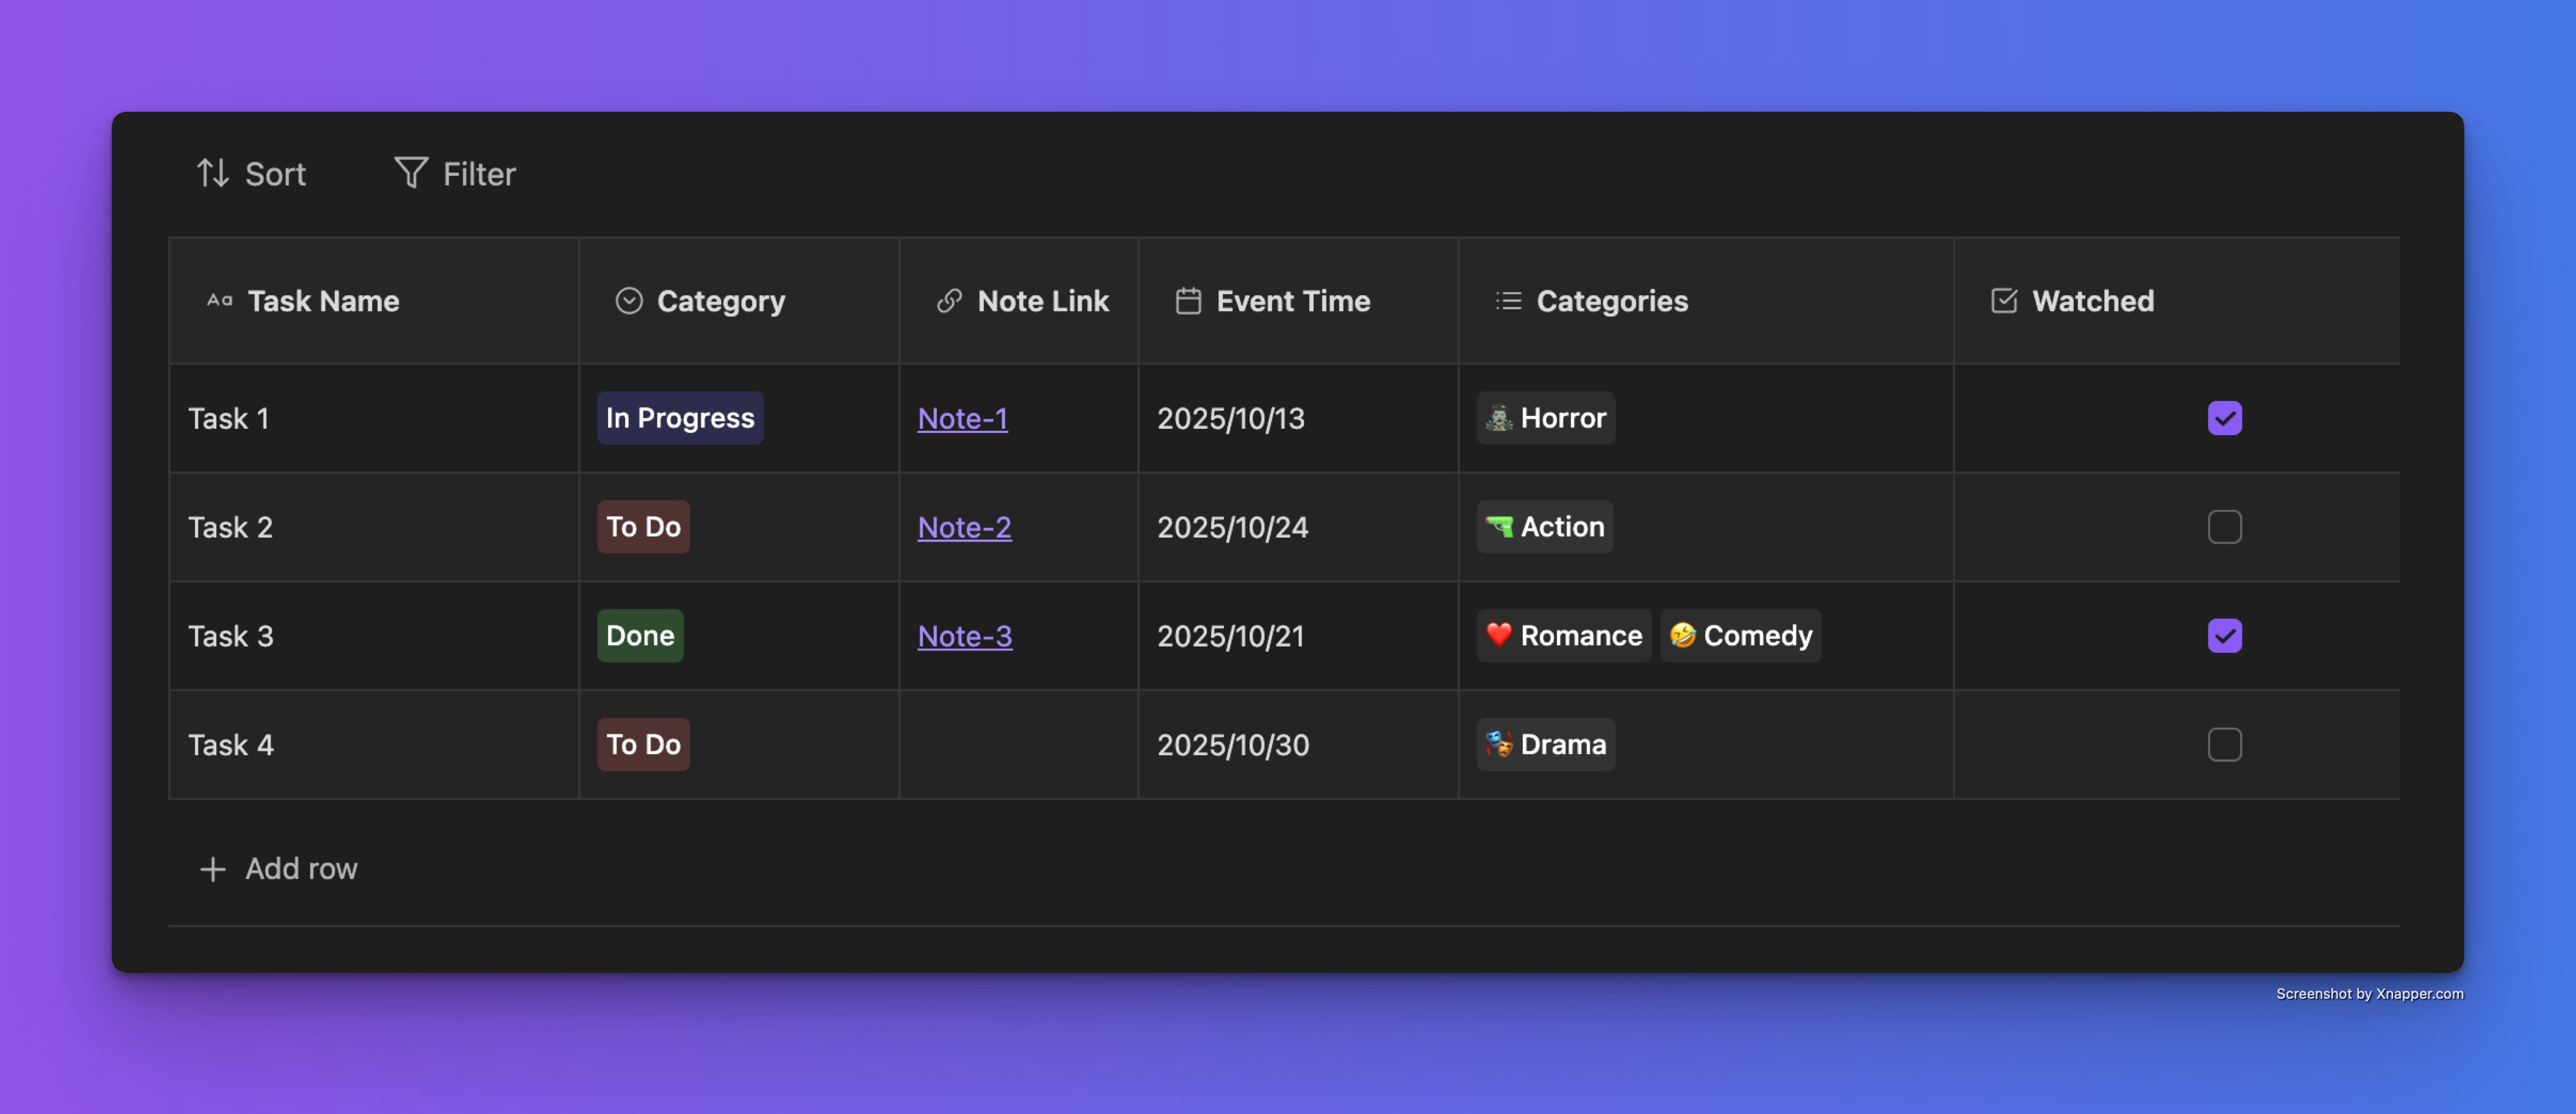 Sort Filter
Aa Task Name Category Note Link Event Time Categories Watched
Task 1 In Progress Note-1 2025/10/13 Horror
Task 2 To Do Note-2 2025/10/24 Action
Task 3 Done Note-3 2025/10/21 Romance Comedy
Task 4 To Do 2025/10/30 Drama
Add row
Screenshot by Xnapper.com